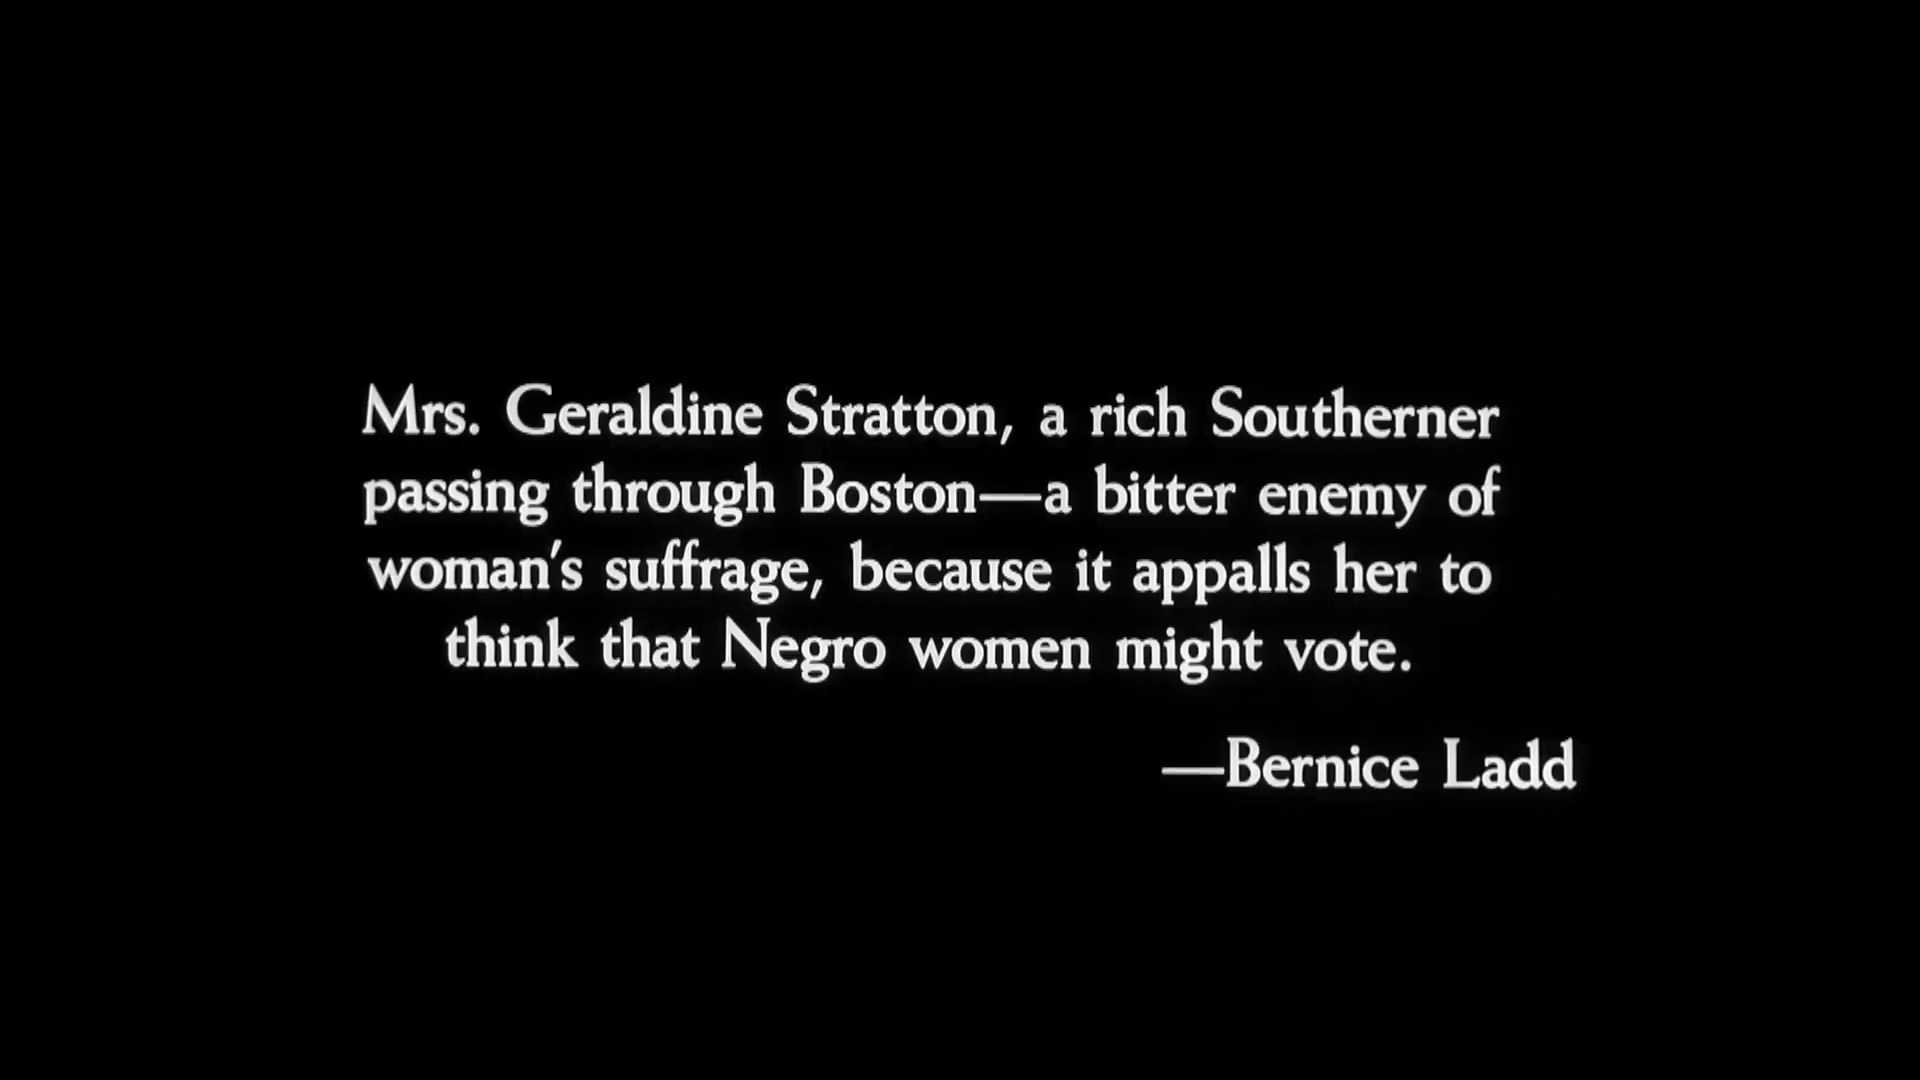 Mrs. Geraldine Stratton, a rich Southerner
passing through Boston—a bitter enemy of
woman's suffrage, because it appalls her to
think that Negro women might vote.
—Bernice Ladd